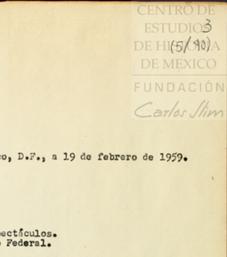 CENTRO DE
ESTUDIOS
3
DE HISTORIA
(5/90)
DE MEXICO
FUNDACIÓN
Carlos Slim
co, D.F., a 19 de febrero de 1959.
pectáculos.
o Federal.